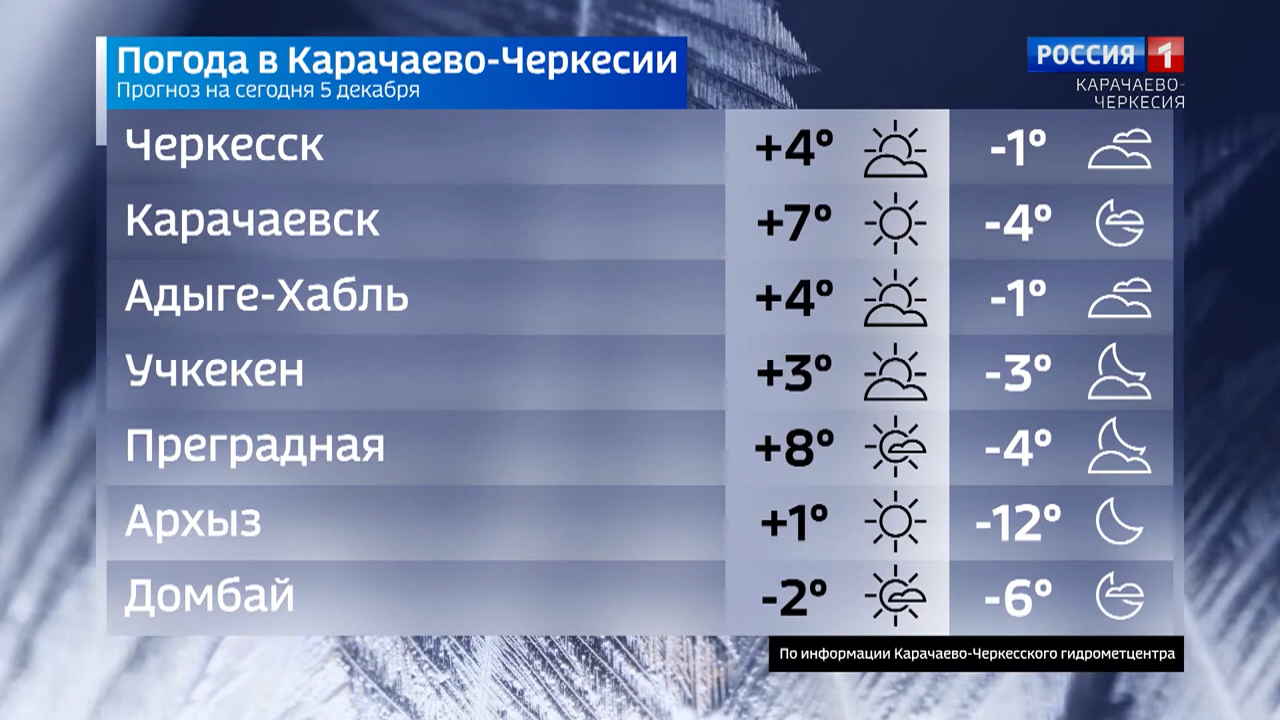 Погода в Карачаево-Черкесии
Прогноз на сегодня 5 декабря
РОССИЯ 1
КАРАЧАЕВО-
ЧЕРКЕСИЯ
Черкесск +4° -1°
Карачаевск +7° -4°
Адыге-Хабль +4° -1°
Учкекен +3° -3°
Преградная +8° -4°
Архыз +1° -12°
Домбай -2° -6°
По информации Карачаево-Черкесского гидрометцентра